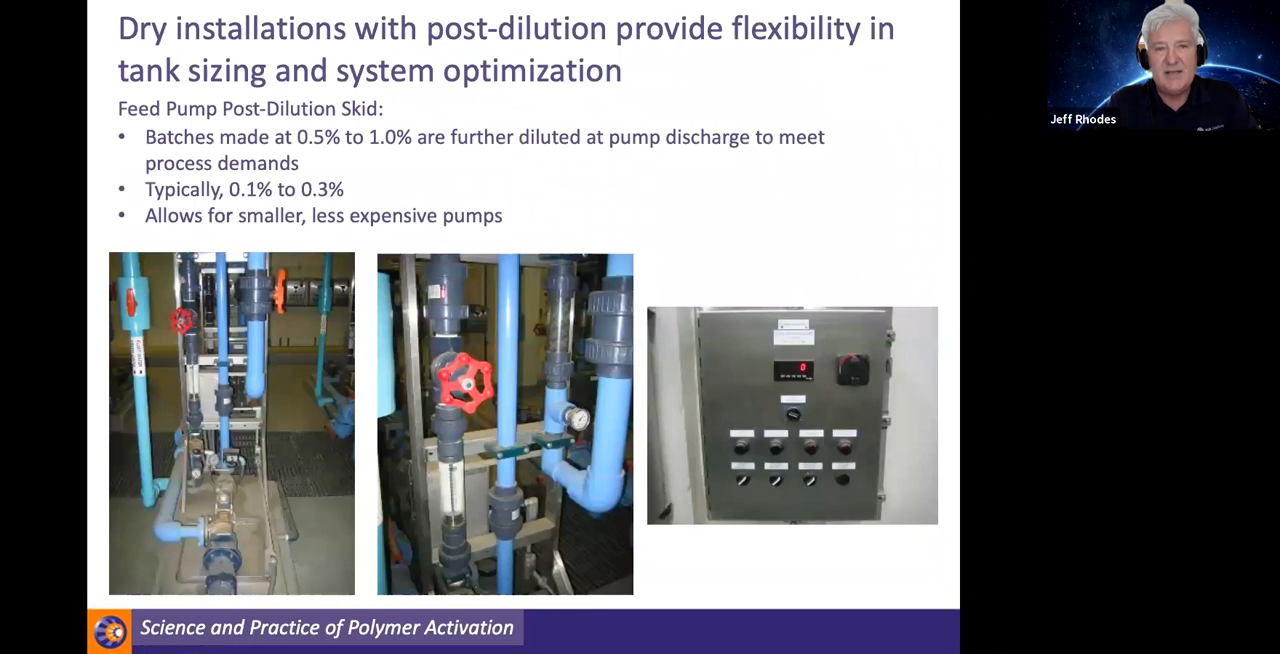 Dry installations with post-dilution provide flexibility in
tank sizing and system optimization
Feed Pump Post-Dilution Skid:
• Batches made at 0.5% to 1.0% are further diluted at pump discharge to meet
process demands
• Typically, 0.1% to 0.3%
• Allows for smaller, less expensive pumps
Jeff Rhodes
0
Science and Practice of Polymer Activation